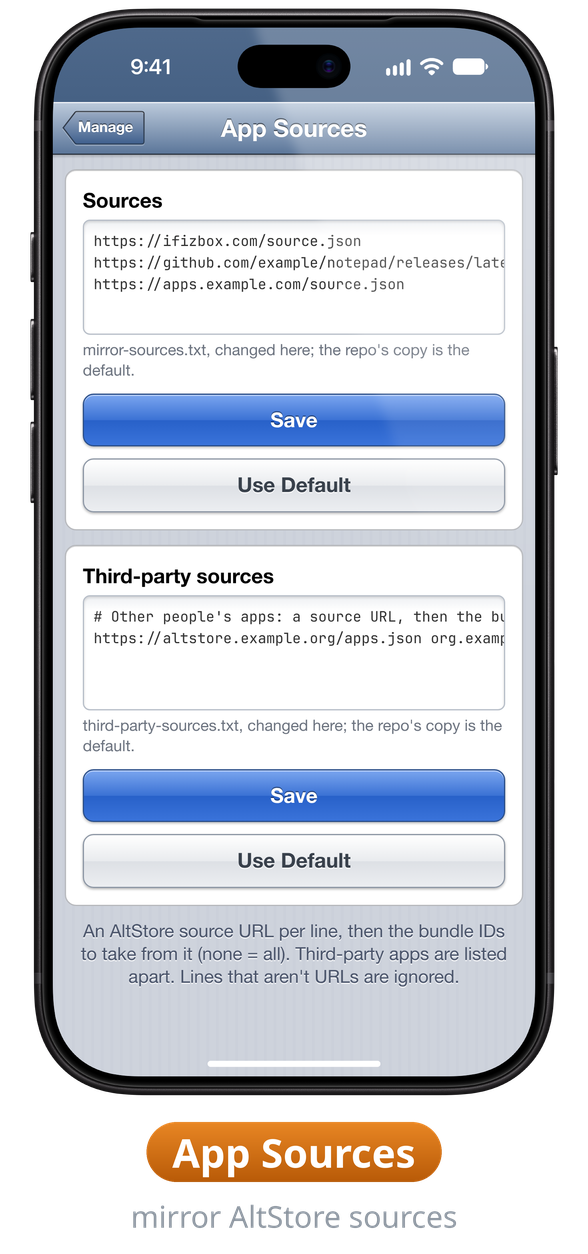 9:41
Manage
App Sources
Sources
https://ifizbox.com/source.json
https://github.com/example/notepad/releases/late
https://apps.example.com/source.json
mirror-sources.txt, changed here; the repo's copy is the
default.
Save
Use Default
Third-party sources
# Other people's apps: a source URL, then the bu
https://altstore.example.org/apps.json org.examp
third-party-sources.txt, changed here; the repo's copy is the
default.
Save
Use Default
An AltStore source URL per line, then the bundle IDs
to take from it (none = all). Third-party apps are listed
apart. Lines that aren't URLs are ignored.
App Sources
mirror AltStore sources